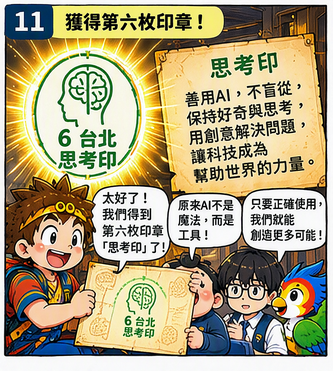 11 獲得第六枚印章！
6 台北
思考印
思考印
善用AI，不盲從，
保持好奇與思考，
用創意解決問題，
讓科技成為
幫助世界的力量。
太好了！
我們得到
第六枚印章
「思考印」了！
原來AI不是
魔法，而是
工具！
只要正確使用，
我們就能
創造更多可能！
6 台北
思考印